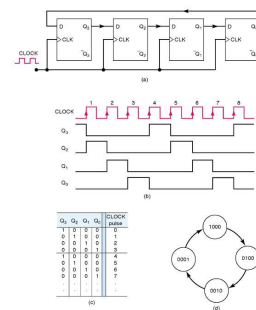 D Q₃ D Q₂ D Q₁ D Q
CLK CLK CLK CLK
Q̅₃ Q̅₂ Q̅₁ Q̅
CLOCK
(a)
1 2 3 4 5 6 7 8
CLOCK
Q₃
Q₂
Q₁
Q₀
(b)
Q₃ Q₂ Q₁ Q₀ CLOCK pulse
1 0 0 0 0
0 1 0 0 1
0 0 1 0 2
0 0 0 1 3
1 0 0 0 4
0 1 0 0 5
0 0 1 0 6
0 0 0 1 7
. . . . .
. . . . .
(c)
1000
0001 0100
0010
(d)